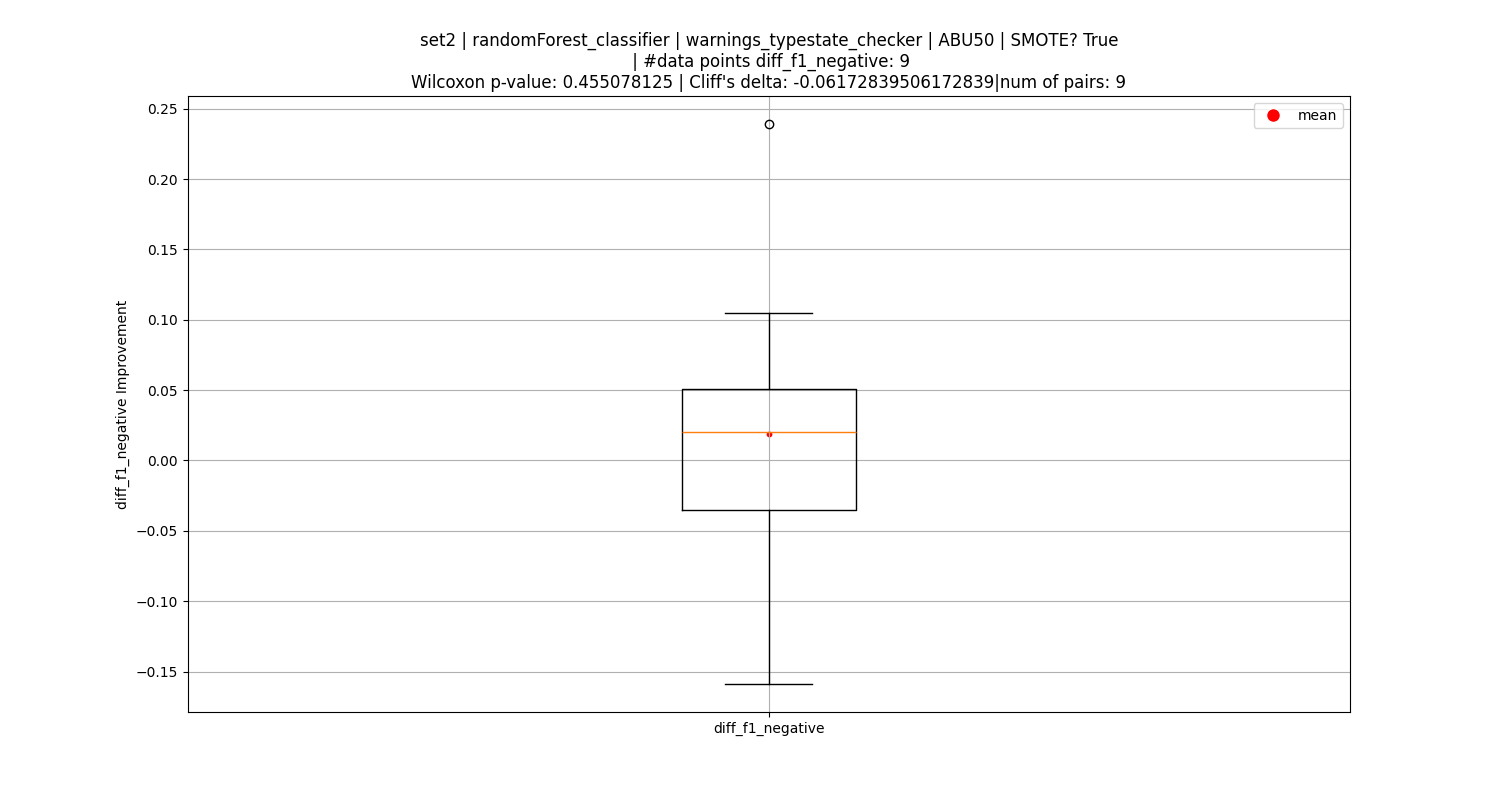 set2 | randomForest_classifier | warnings_typestate_checker | ABU50 | SMOTE? True
| #data points diff_f1_negative: 9
Wilcoxon p-value: 0.455078125 | Cliff's delta: -0.06172839506172839|num of pairs: 9
mean
0.25
0.20
0.15
0.10
0.05
0.00
−0.05
−0.10
−0.15
diff_f1_negative Improvement
diff_f1_negative